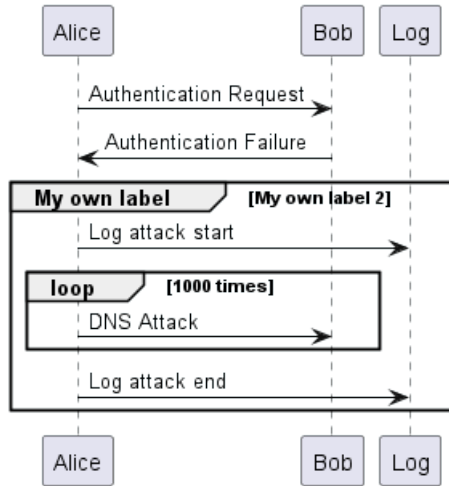 Alice Bob Log
Authentication Request
Authentication Failure
My own label [My own label 2]
Log attack start
loop [1000 times]
DNS Attack
Log attack end
Alice Bob Log